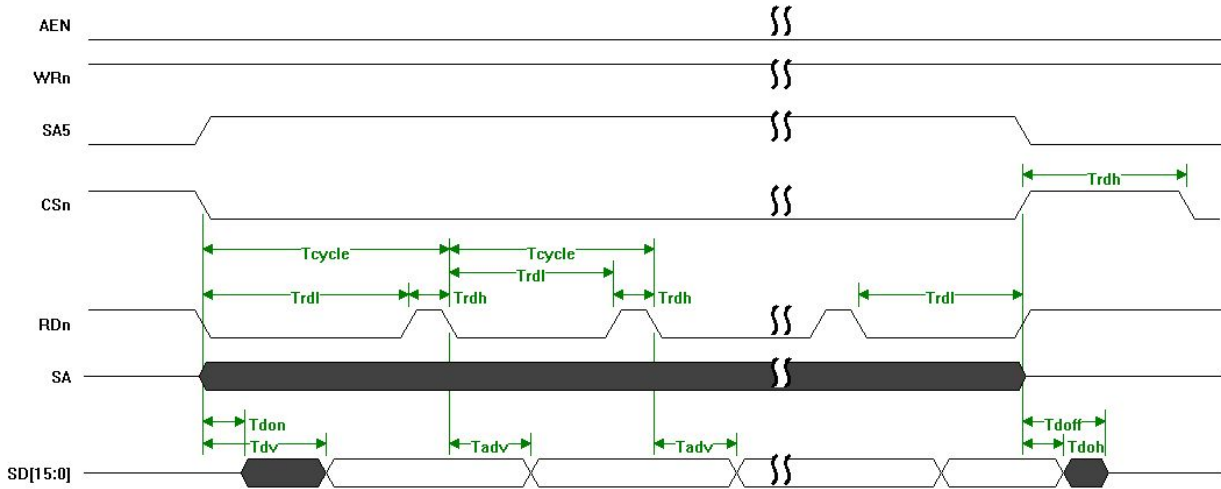 AEN
WRn
SA5
CSn
Trdh
Tcycle
Tcycle
Trdl
Trdl
Trdh
Trdh
Trdl
RDn
SA
Tdon
Tdoff
Tdv
Tadv
Tadv
Tdoh
SD[15:0]